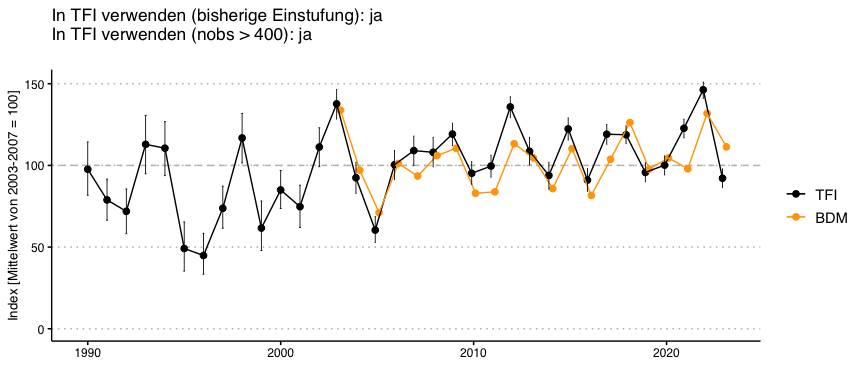 In TFI verwenden (bisherige Einstufung): ja
In TFI verwenden (nobs > 400): ja
Index [Mittelwert von 2003-2007 = 100]
150
100
50
0
1990
2000
2010
2020
TFI
BDM